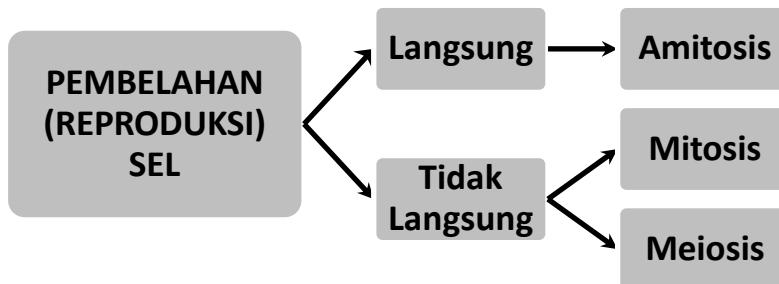 PEMBELAHAN
(REPRODUKSI)
SEL
Langsung
Amitosis
Tidak
Langsung
Mitosis
Meiosis